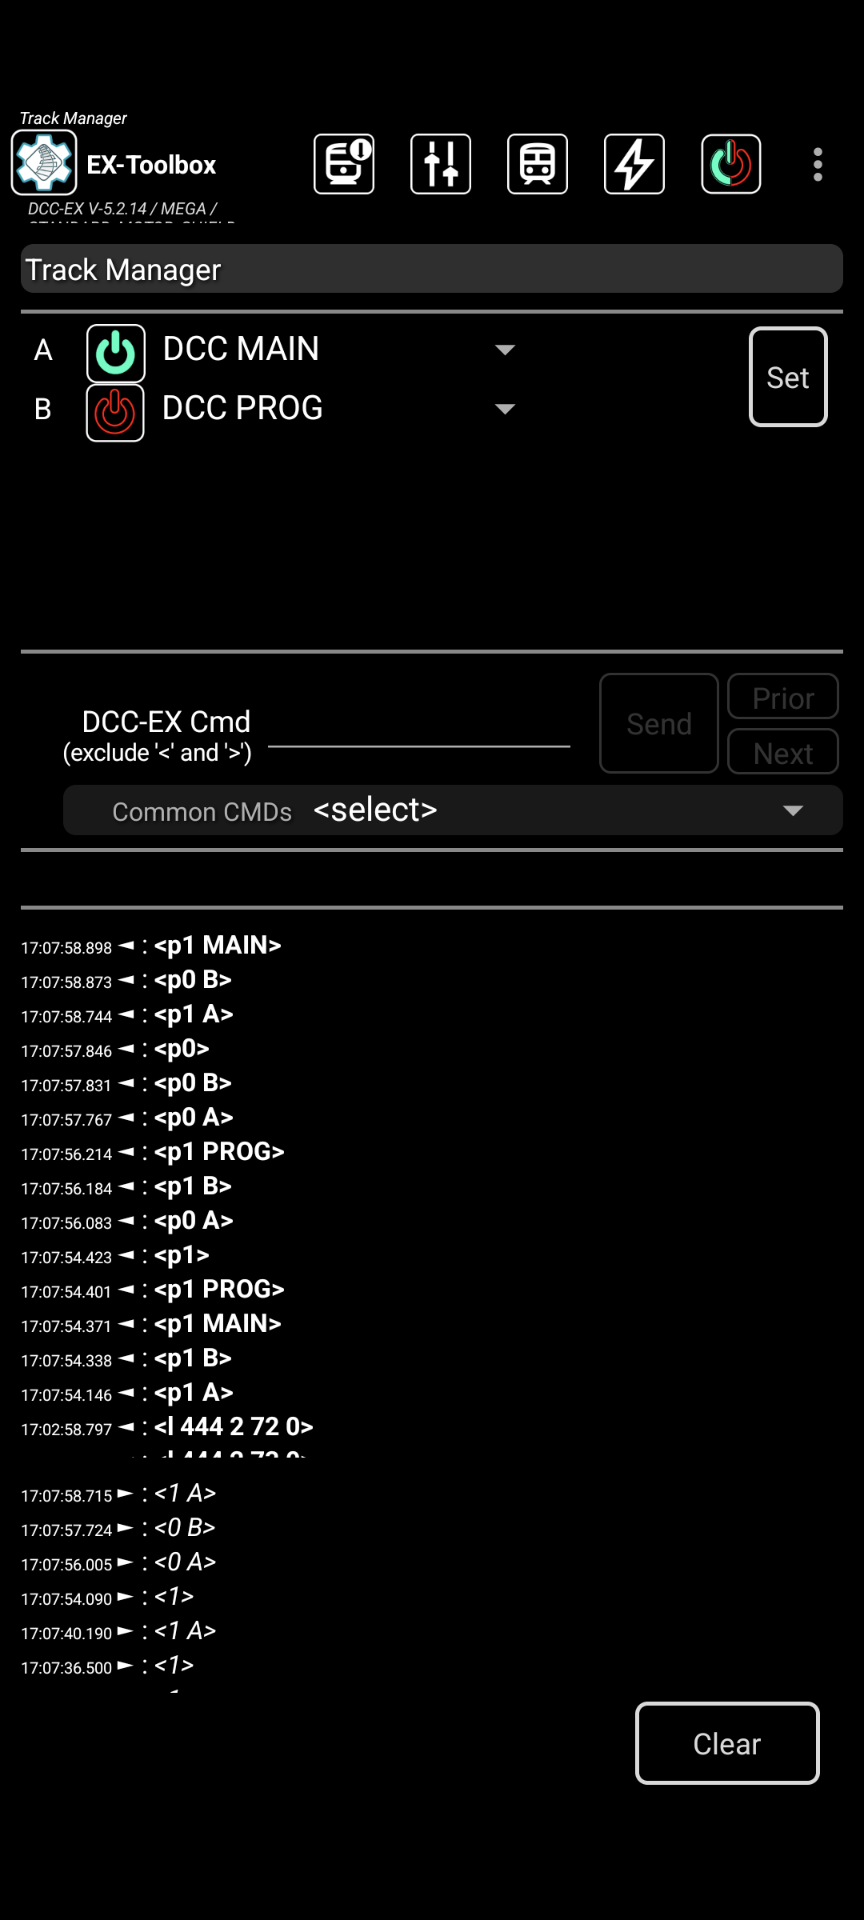 Track Manager
EX-Toolbox
DCC-EX V-5.2.14 / MEGA /
STANDARD_MOTOR_SHIELD
Track Manager
A DCC MAIN
Set
B DCC PROG
DCC-EX Cmd
(exclude '<' and '>')
Send
Prior
Next
Common CMDs <select>
17:07:58.898 ◄ : <p1 MAIN>
17:07:58.873 ◄ : <p0 B>
17:07:58.744 ◄ : <p1 A>
17:07:57.846 ◄ : <p0>
17:07:57.831 ◄ : <p0 B>
17:07:57.767 ◄ : <p0 A>
17:07:56.214 ◄ : <p1 PROG>
17:07:56.184 ◄ : <p1 B>
17:07:56.083 ◄ : <p0 A>
17:07:54.423 ◄ : <p1>
17:07:54.401 ◄ : <p1 PROG>
17:07:54.371 ◄ : <p1 MAIN>
17:07:54.338 ◄ : <p1 B>
17:07:54.146 ◄ : <p1 A>
17:02:58.797 ◄ : <l 444 2 72 0>
17:07:58.715 ► : <1 A>
17:07:57.724 ► : <0 B>
17:07:56.005 ► : <0 A>
17:07:54.090 ► : <1>
17:07:40.190 ► : <1 A>
17:07:36.500 ► : <1>
Clear